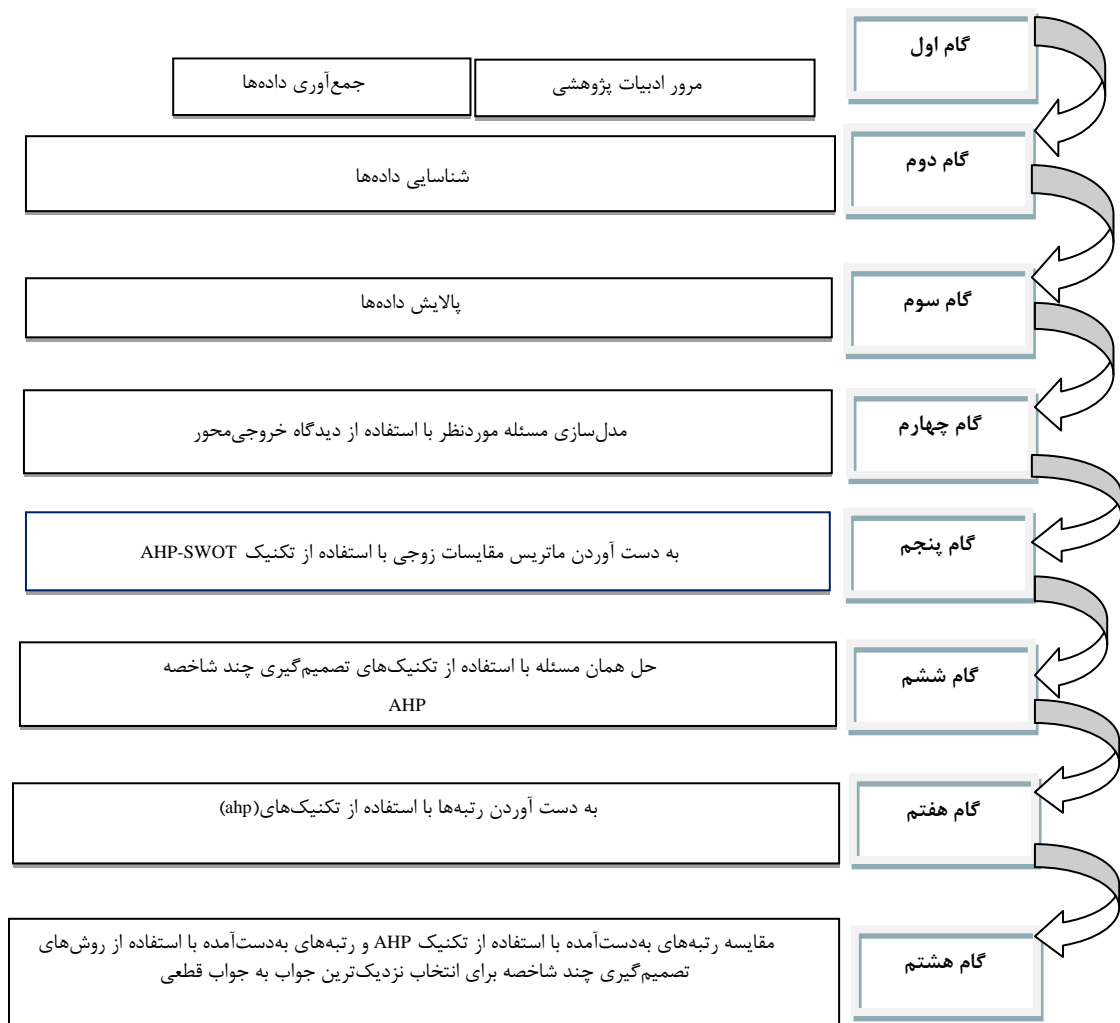 گام اول
مرور ادبیات پژوهشی
جمع‌آوری داده‌ها
گام دوم
شناسایی داده‌ها
گام سوم
پالایش داده‌ها
گام چهارم
مدل‌سازی مسئله موردنظر با استفاده از دیدگاه خروجی‌محور
گام پنجم
به دست آوردن ماتریس مقایسات زوجی با استفاده از تکنیک AHP-SWOT
گام ششم
حل همان مسئله با استفاده از تکنیک‌های تصمیم‌گیری چند شاخصه
AHP
گام هفتم
به دست آوردن رتبه‌ها با استفاده از تکنیک‌های(ahp)
گام هشتم
مقایسه رتبه‌های به‌دست‌آمده با استفاده از تکنیک AHP و رتبه‌های به‌دست‌آمده با استفاده از روش‌های
تصمیم‌گیری چند شاخصه برای انتخاب نزدیک‌ترین جواب به جواب قطعی